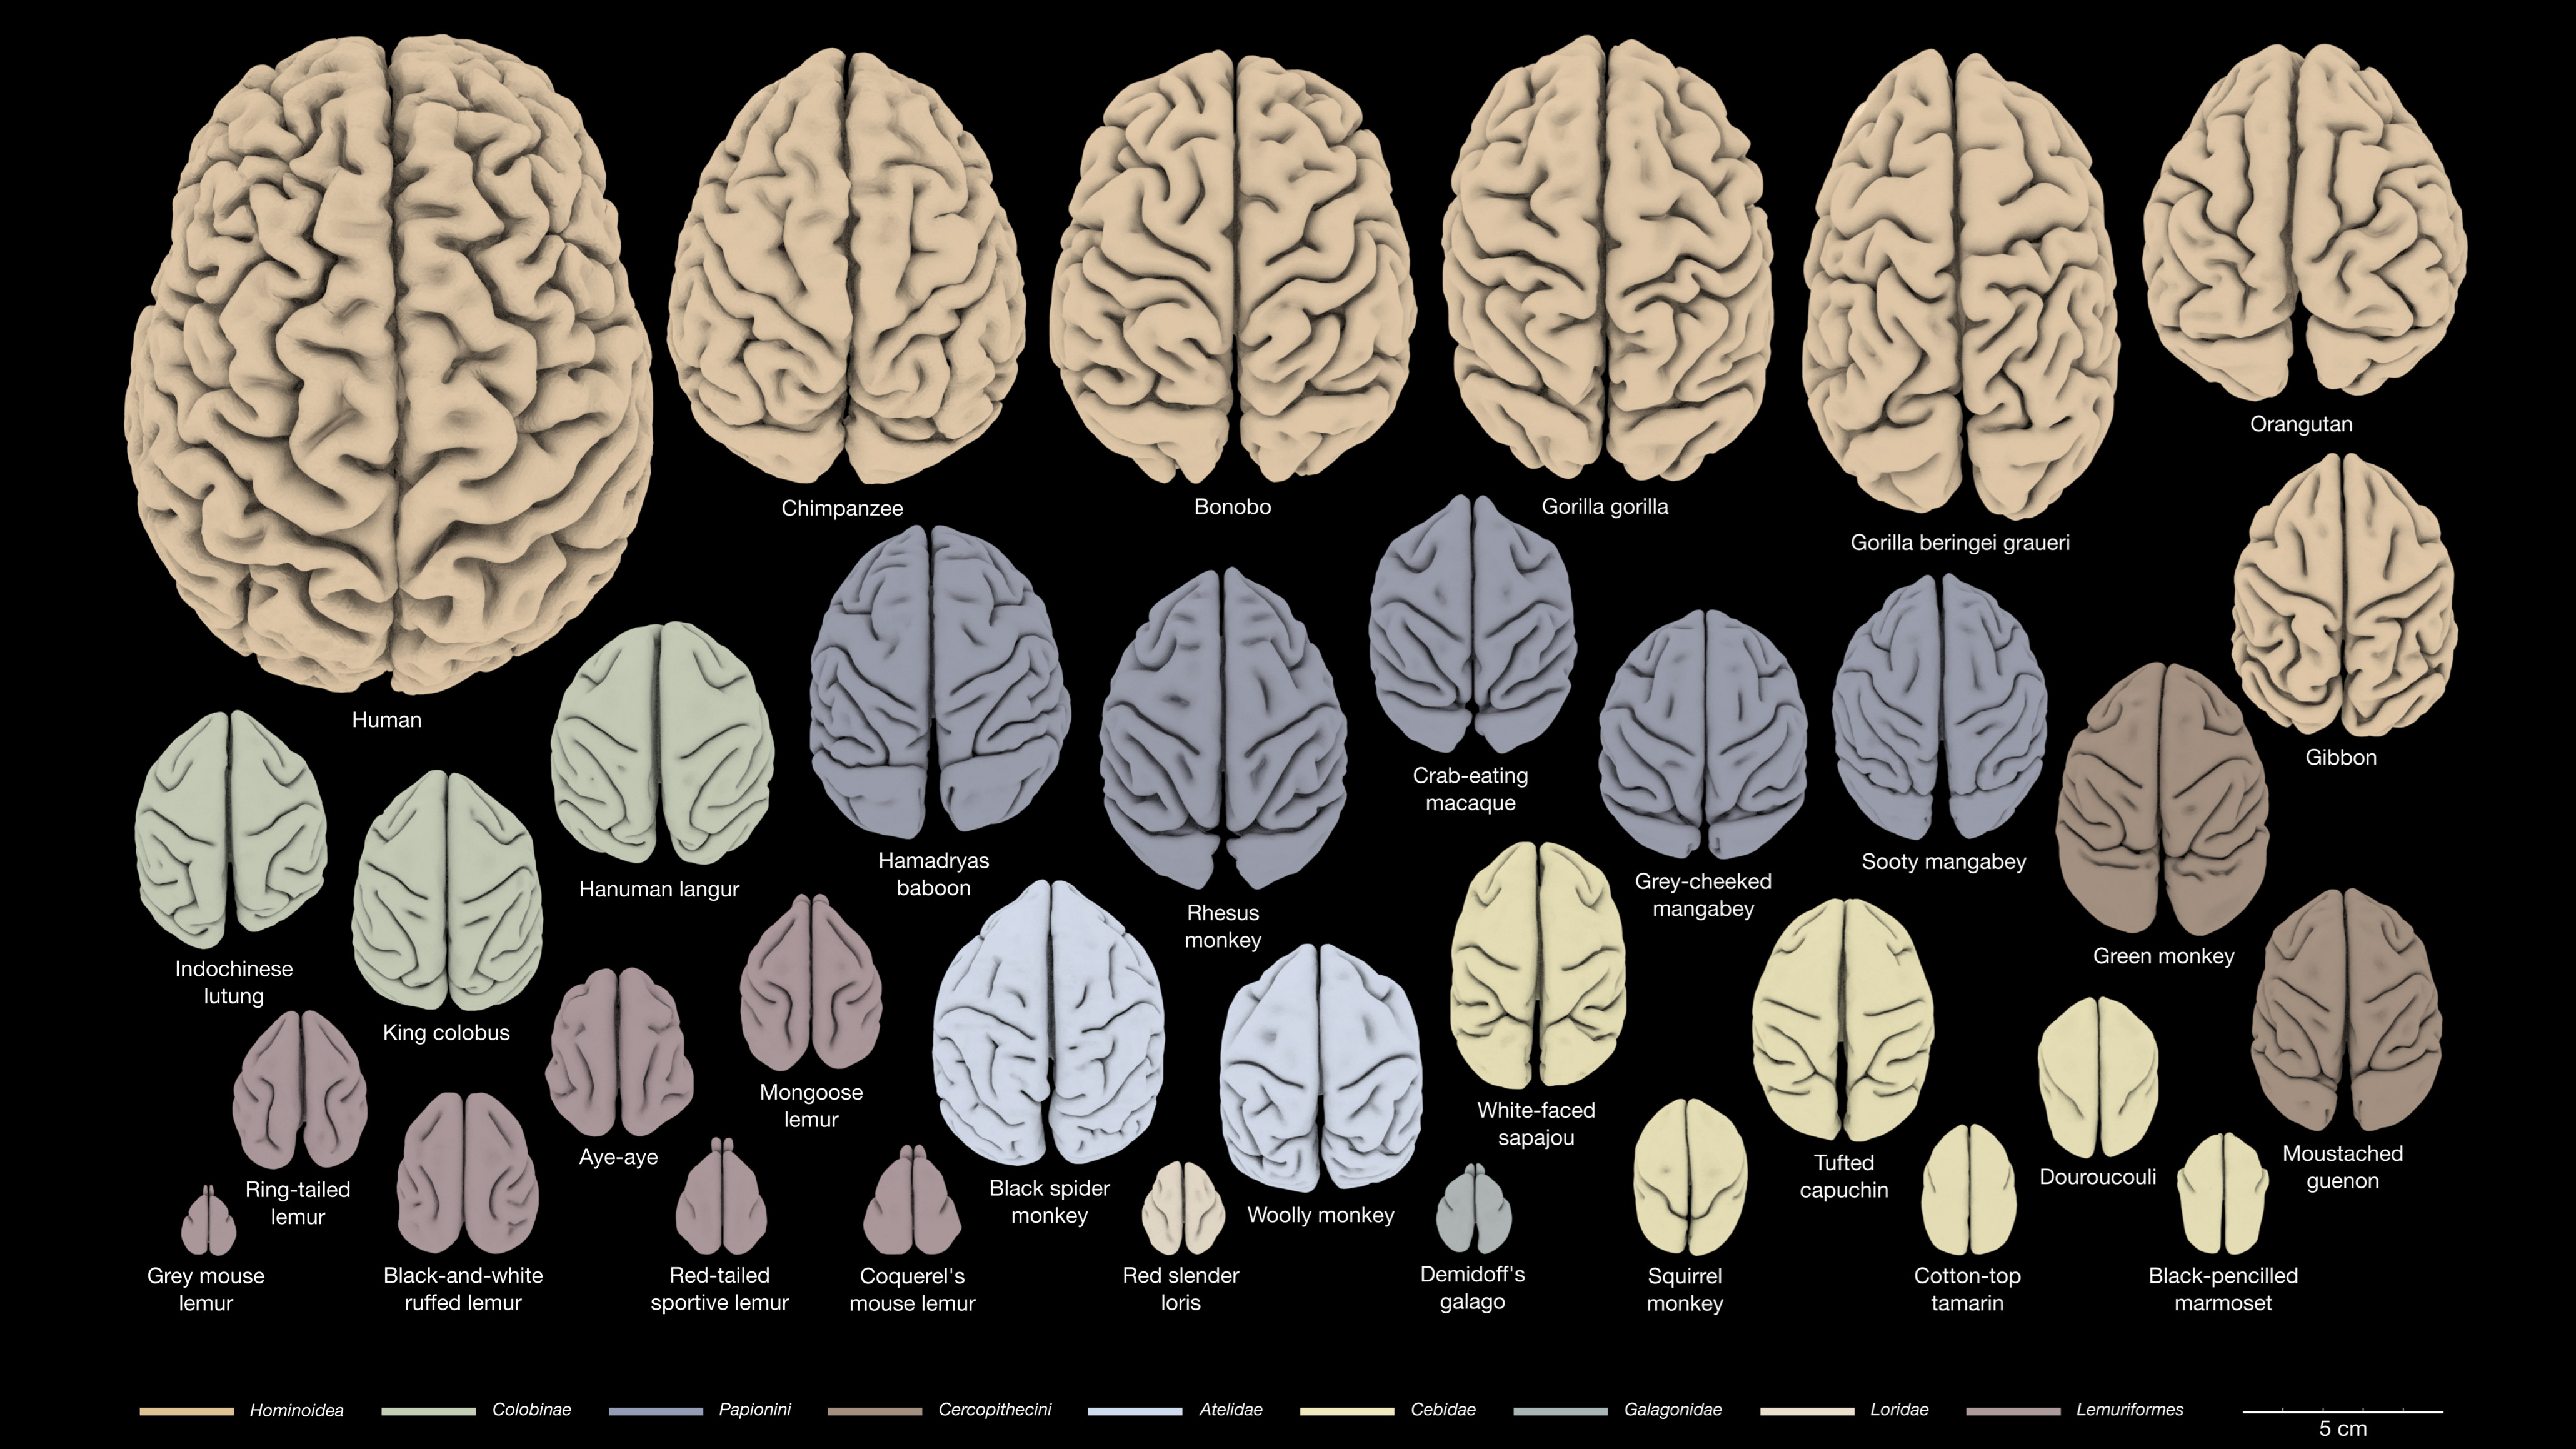 Orangutan
Chimpanzee
Bonobo
Gorilla gorilla
Gorilla beringei graueri
Human
Gibbon
Crab-eating
macaque
Hanuman langur
Hamadryas
baboon
Rhesus
monkey
Grey-cheeked
mangabey
Sooty mangabey
Green monkey
Indochinese
lutung
King colobus
Mongoose
lemur
White-faced
sapajou
Aye-aye
Ring-tailed
lemur
Black spider
monkey
Woolly monkey
Tufted
capuchin
Douroucouli
Moustached
guenon
Grey mouse
lemur
Black-and-white
ruffed lemur
Red-tailed
sportive lemur
Coquerel's
mouse lemur
Red slender
loris
Demidoff's
galago
Squirrel
monkey
Cotton-top
tamarin
Black-pencilled
marmoset
Hominoidea Colobinae Papionini Cercopithecini Atelidae Cebidae Galagonidae Loridae Lemuriformes
5 cm